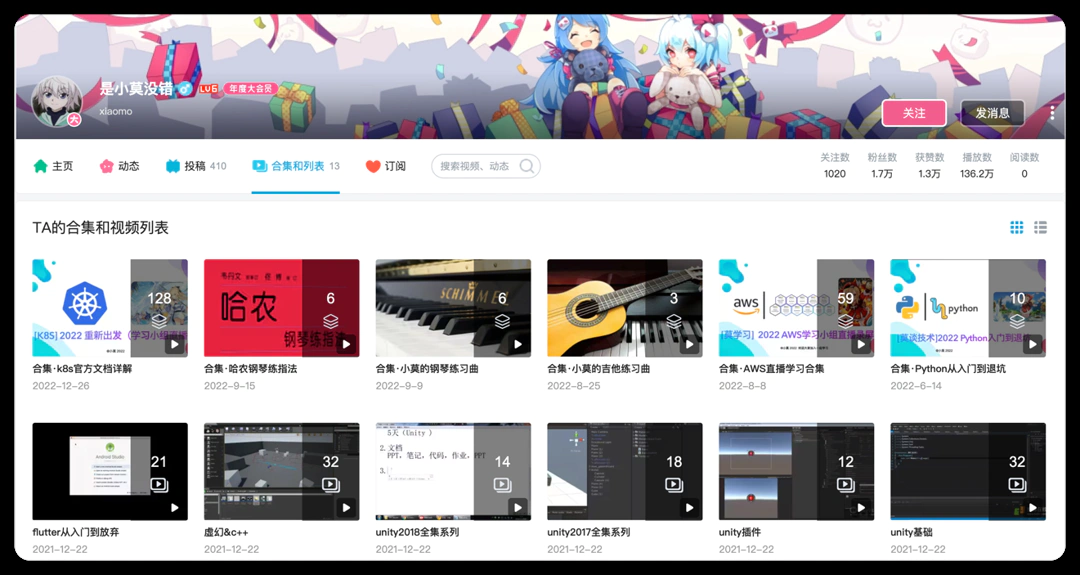 是小莫没错 LV6 年度大会员
xiaomo
大
关注 发消息
主页 动态 投稿 410 合集和列表 13 订阅 搜索视频、动态
关注数 粉丝数 获赞数 播放数 阅读数
1020 1.7万 1.3万 136.2万 0
TA的合集和视频列表
128 6 6 3 59 10
[K8S] 2022 重新出发（学习小组直播
哈农
钢琴练指法
SCHIMMEL
aws
[莫学习] 2022 AWS学习小组直播录屏
python
[莫谈技术]2022 Python入门到退坑
合集·k8s官方文档详解 合集·哈农钢琴练指法 合集·小莫的钢琴练习曲 合集·小莫的吉他练习曲 合集·AWS直播学习合集 合集·Python从入门到退坑
2022-12-26 2022-9-15 2022-9-9 2022-8-25 2022-8-8 2022-6-14
Android Studio
5天（Unity ）
2.文档
PPT，笔记，代码，作业，PPT
3.
21 32 14 18 12 32
flutter从入门到放弃 虚幻&c++ unity2018全集系列 unity2017全集系列 unity插件 unity基础
2021-12-22 2021-12-22 2021-12-22 2021-12-22 2021-12-22 2021-12-22